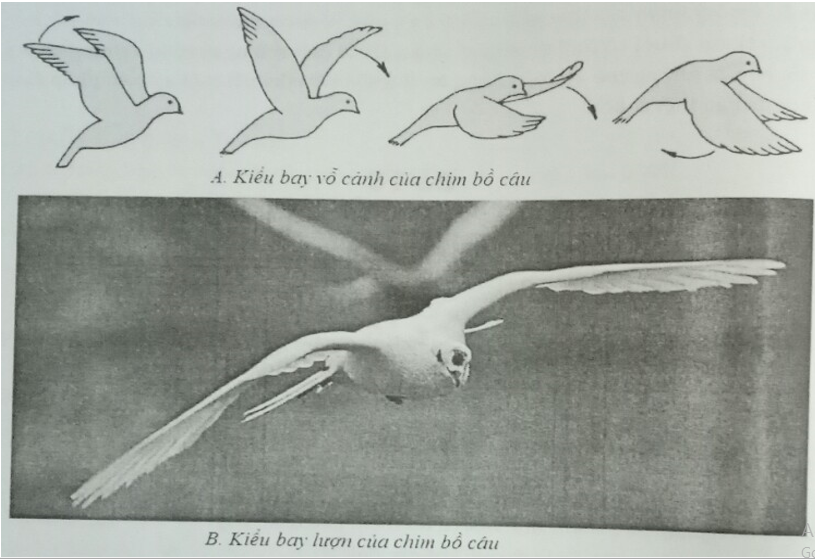 A. Kiểu bay vỗ cánh của chim bồ câu
B. Kiểu bay lượn của chim bồ câu